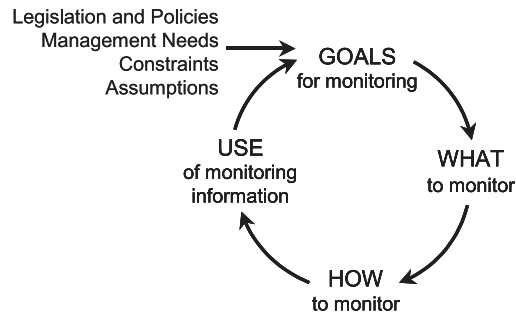 Legislation and Policies
Management Needs
Constraints
Assumptions
GOALS
for monitoring
WHAT
to monitor
HOW
to monitor
USE
of monitoring
information